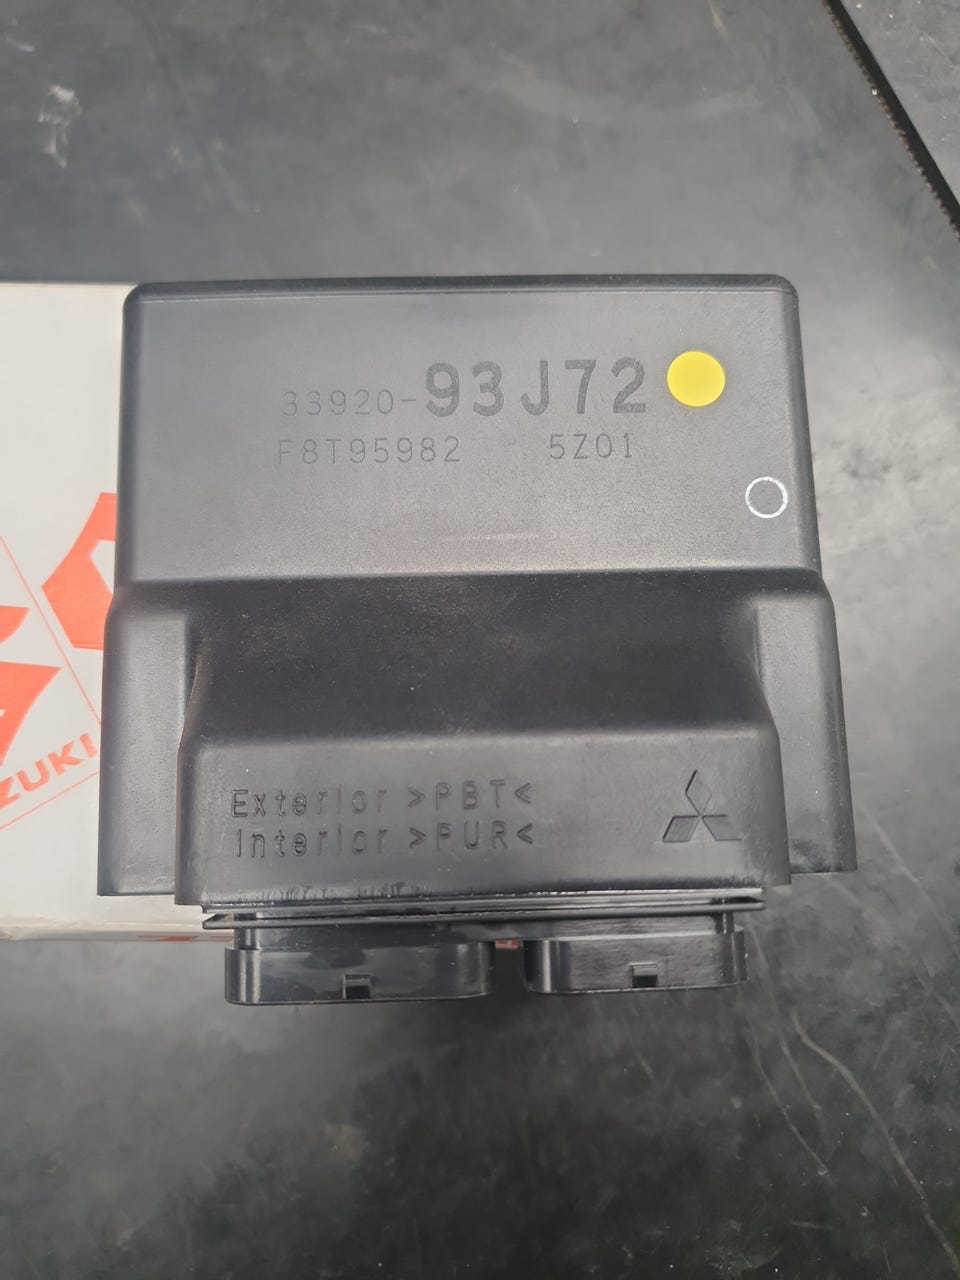 33920-93J72
F8T95982 5Z01
Exterior >PBT<
Interior >PUR<
ZUKI